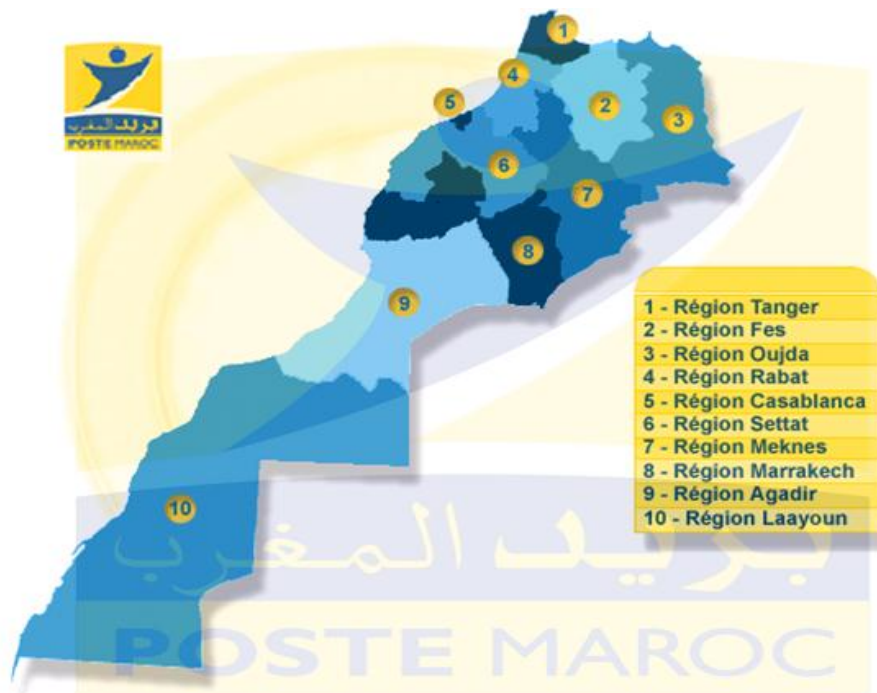 1
4
2
5
3
6
7
8
9
10
بريد المغرب
POSTE MAROC
1 - Région Tanger
2 - Région Fes
3 - Région Oujda
4 - Région Rabat
5 - Région Casablanca
6 - Région Settat
7 - Région Meknes
8 - Région Marrakech
9 - Région Agadir
10 - Région Laayoun
بريد المغرب
POSTE MAROC